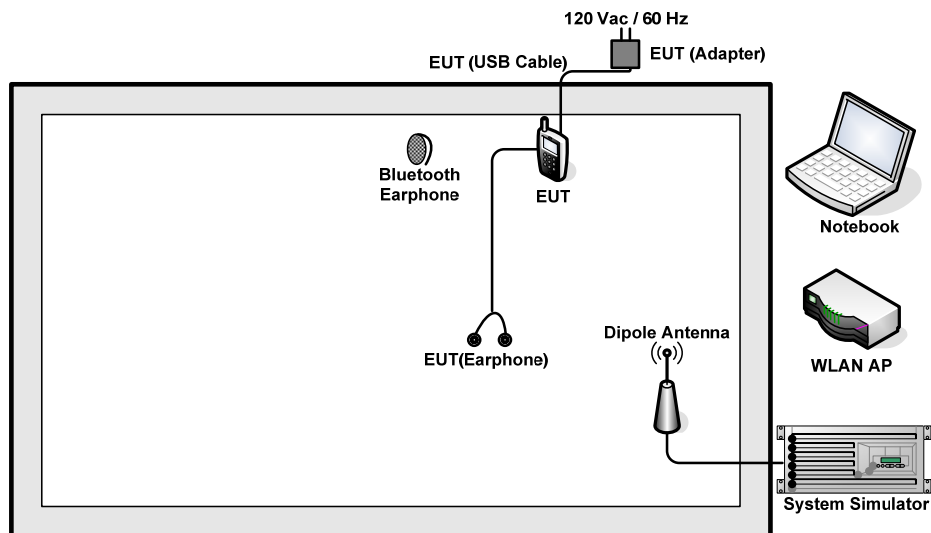 120 Vac / 60 Hz
EUT (Adapter)
EUT (USB Cable)
Bluetooth
Earphone
EUT
Notebook
EUT(Earphone)
Dipole Antenna
WLAN AP
System Simulator